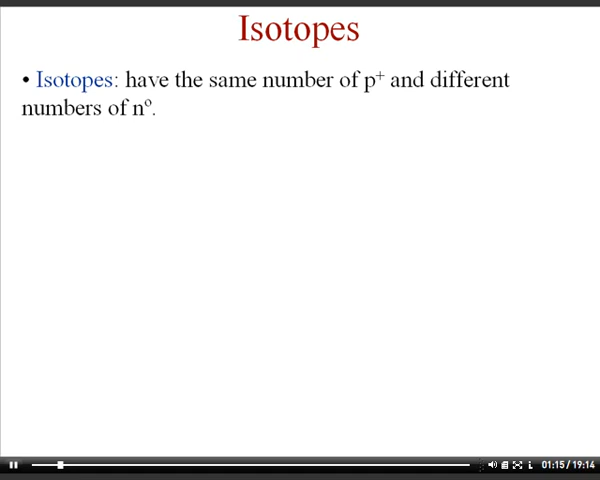 Isotopes
• Isotopes: have the same number of p⁺ and different
numbers of nº.
01:15/19:14